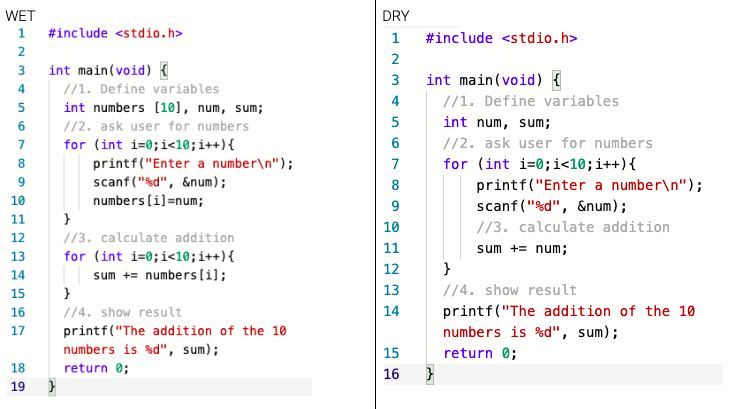 WET
1 #include <stdio.h>
2
3 int main(void) {
4 //1. Define variables
5 int numbers [10], num, sum;
6 //2. ask user for numbers
7 for (int i=0;i<10;i++){
8 printf("Enter a number\n");
9 scanf("%d", &num);
10 numbers[i]=num;
11 }
12 //3. calculate addition
13 for (int i=0;i<10;i++){
14 sum += numbers[i];
15 }
16 //4. show result
17 printf("The addition of the 10
numbers is %d", sum);
18 return 0;
19 }
DRY
1 #include <stdio.h>
2
3 int main(void) {
4 //1. Define variables
5 int num, sum;
6 //2. ask user for numbers
7 for (int i=0;i<10;i++){
8 printf("Enter a number\n");
9 scanf("%d", &num);
10 //3. calculate addition
11 sum += num;
12 }
13 //4. show result
14 printf("The addition of the 10
numbers is %d", sum);
15 return 0;
16 }